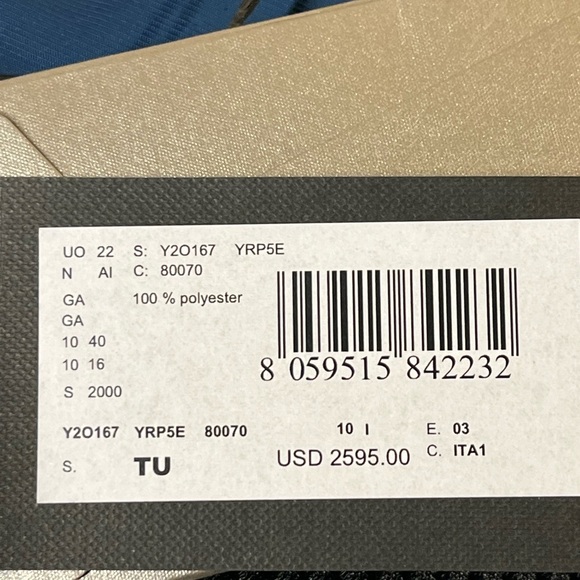 UO 22 S: Y2O167 YRP5E
N AI C: 80070
GA 100 % polyester
GA
10 40
10 16
S 2000
8 059515 842232
Y2O167 YRP5E 80070 10 I E. 03
S. TU USD 2595.00 C. ITA1